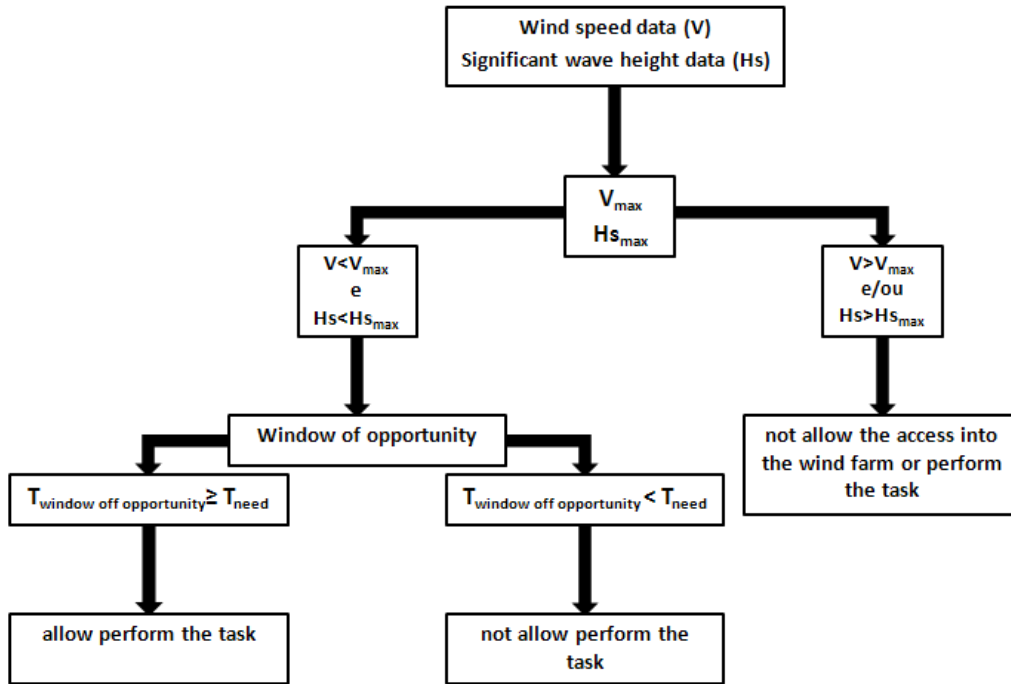 Wind speed data (V)
Significant wave height data (Hs)
Vmax
Hsmax
V<Vmax
e
Hs<Hsmax
V>Vmax
e/ou
Hs>Hsmax
Window of opportunity
not allow the access into
the wind farm or perform
the task
Twindow off opportunity≥ Tneed
Twindow off opportunity< Tneed
allow perform the task
not allow perform the
task